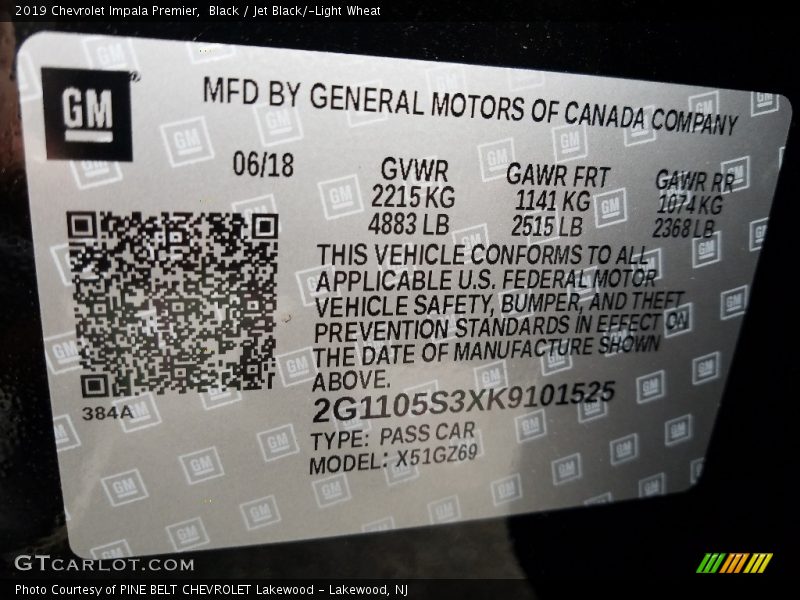 2019 Chevrolet Impala Premier,  Black / Jet Black/­Light Wheat
GM
MFD BY GENERAL MOTORS OF CANADA COMPANY
06/18 GVWR GAWR FRT GAWR RR
2215 KG 1141 KG 1074 KG
4883 LB 2515 LB 2368 LB
THIS VEHICLE CONFORMS TO ALL
APPLICABLE U.S. FEDERAL MOTOR
VEHICLE SAFETY, BUMPER, AND THEFT
PREVENTION STANDARDS IN EFFECT ON
THE DATE OF MANUFACTURE SHOWN
ABOVE.
384A
2G1105S3XK9101525
TYPE: PASS CAR
MODEL: X51GZ69
GTCARLOT.COM
Photo Courtesy of PINE BELT CHEVROLET Lakewood - Lakewood, NJ